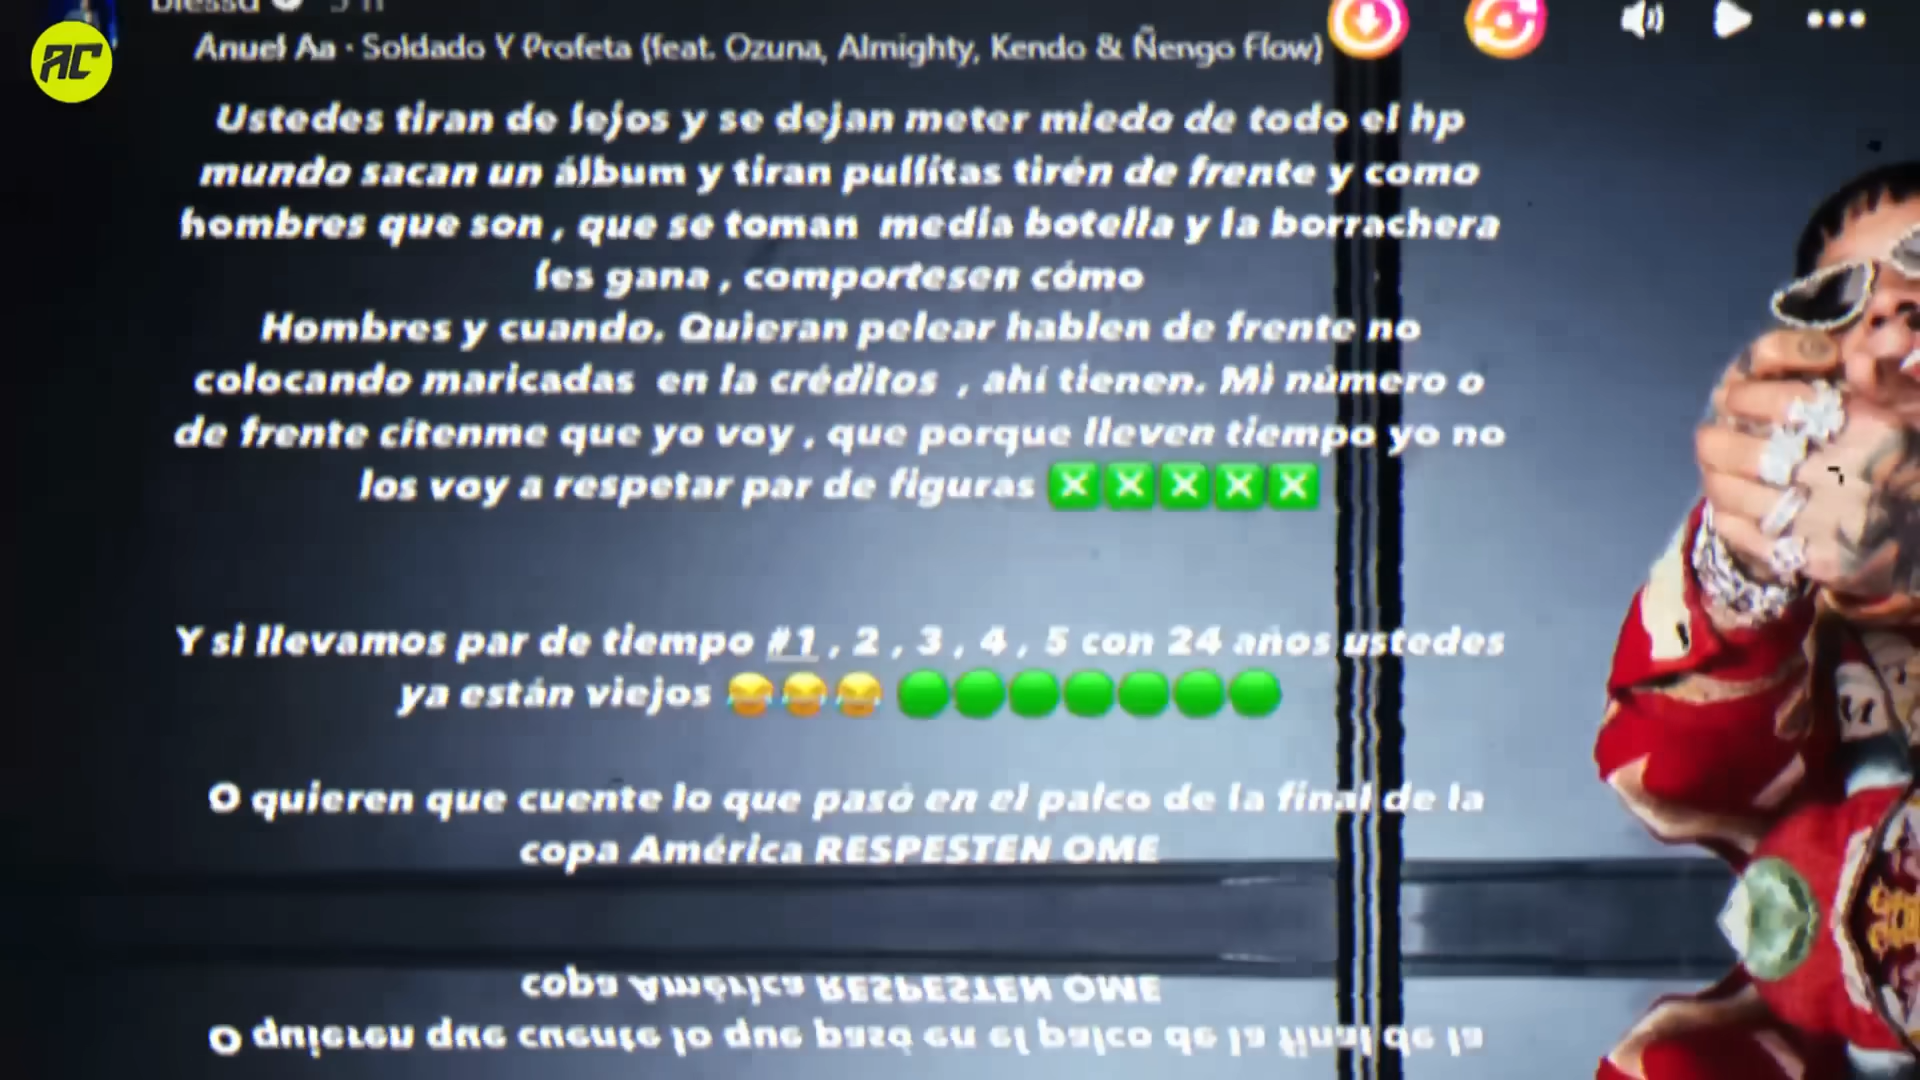 AC
Blessd 5 h
Anuel Aa · Soldado Y Profeta (feat. Ozuna, Almighty, Kendo & Ñengo Flow)
Ustedes tiran de lejos y se dejan meter miedo de todo el hp
mundo sacan un álbum y tiran pullitas tirén de frente y como
hombres que son , que se toman media botella y la borrachera
les gana , comportesen cómo
Hombres y cuando. Quieran pelear hablen de frente no
colocando maricadas en la créditos , ahí tienen. Mi número o
de frente citenme que yo voy , que porque lleven tiempo yo no
los voy a respetar par de figuras ❎❎❎❎❎
Y si llevamos par de tiempo #1 , 2 , 3 , 4 , 5 con 24 años ustedes
ya están viejos 😂😂😂 🟢🟢🟢🟢🟢🟢🟢
O quieren que cuente lo que pasó en el palco de la final de la
copa América RESPESTEN OME
copa América RESPESTEN OME
O quieren que cuente lo que pasó en el palco de la final de la